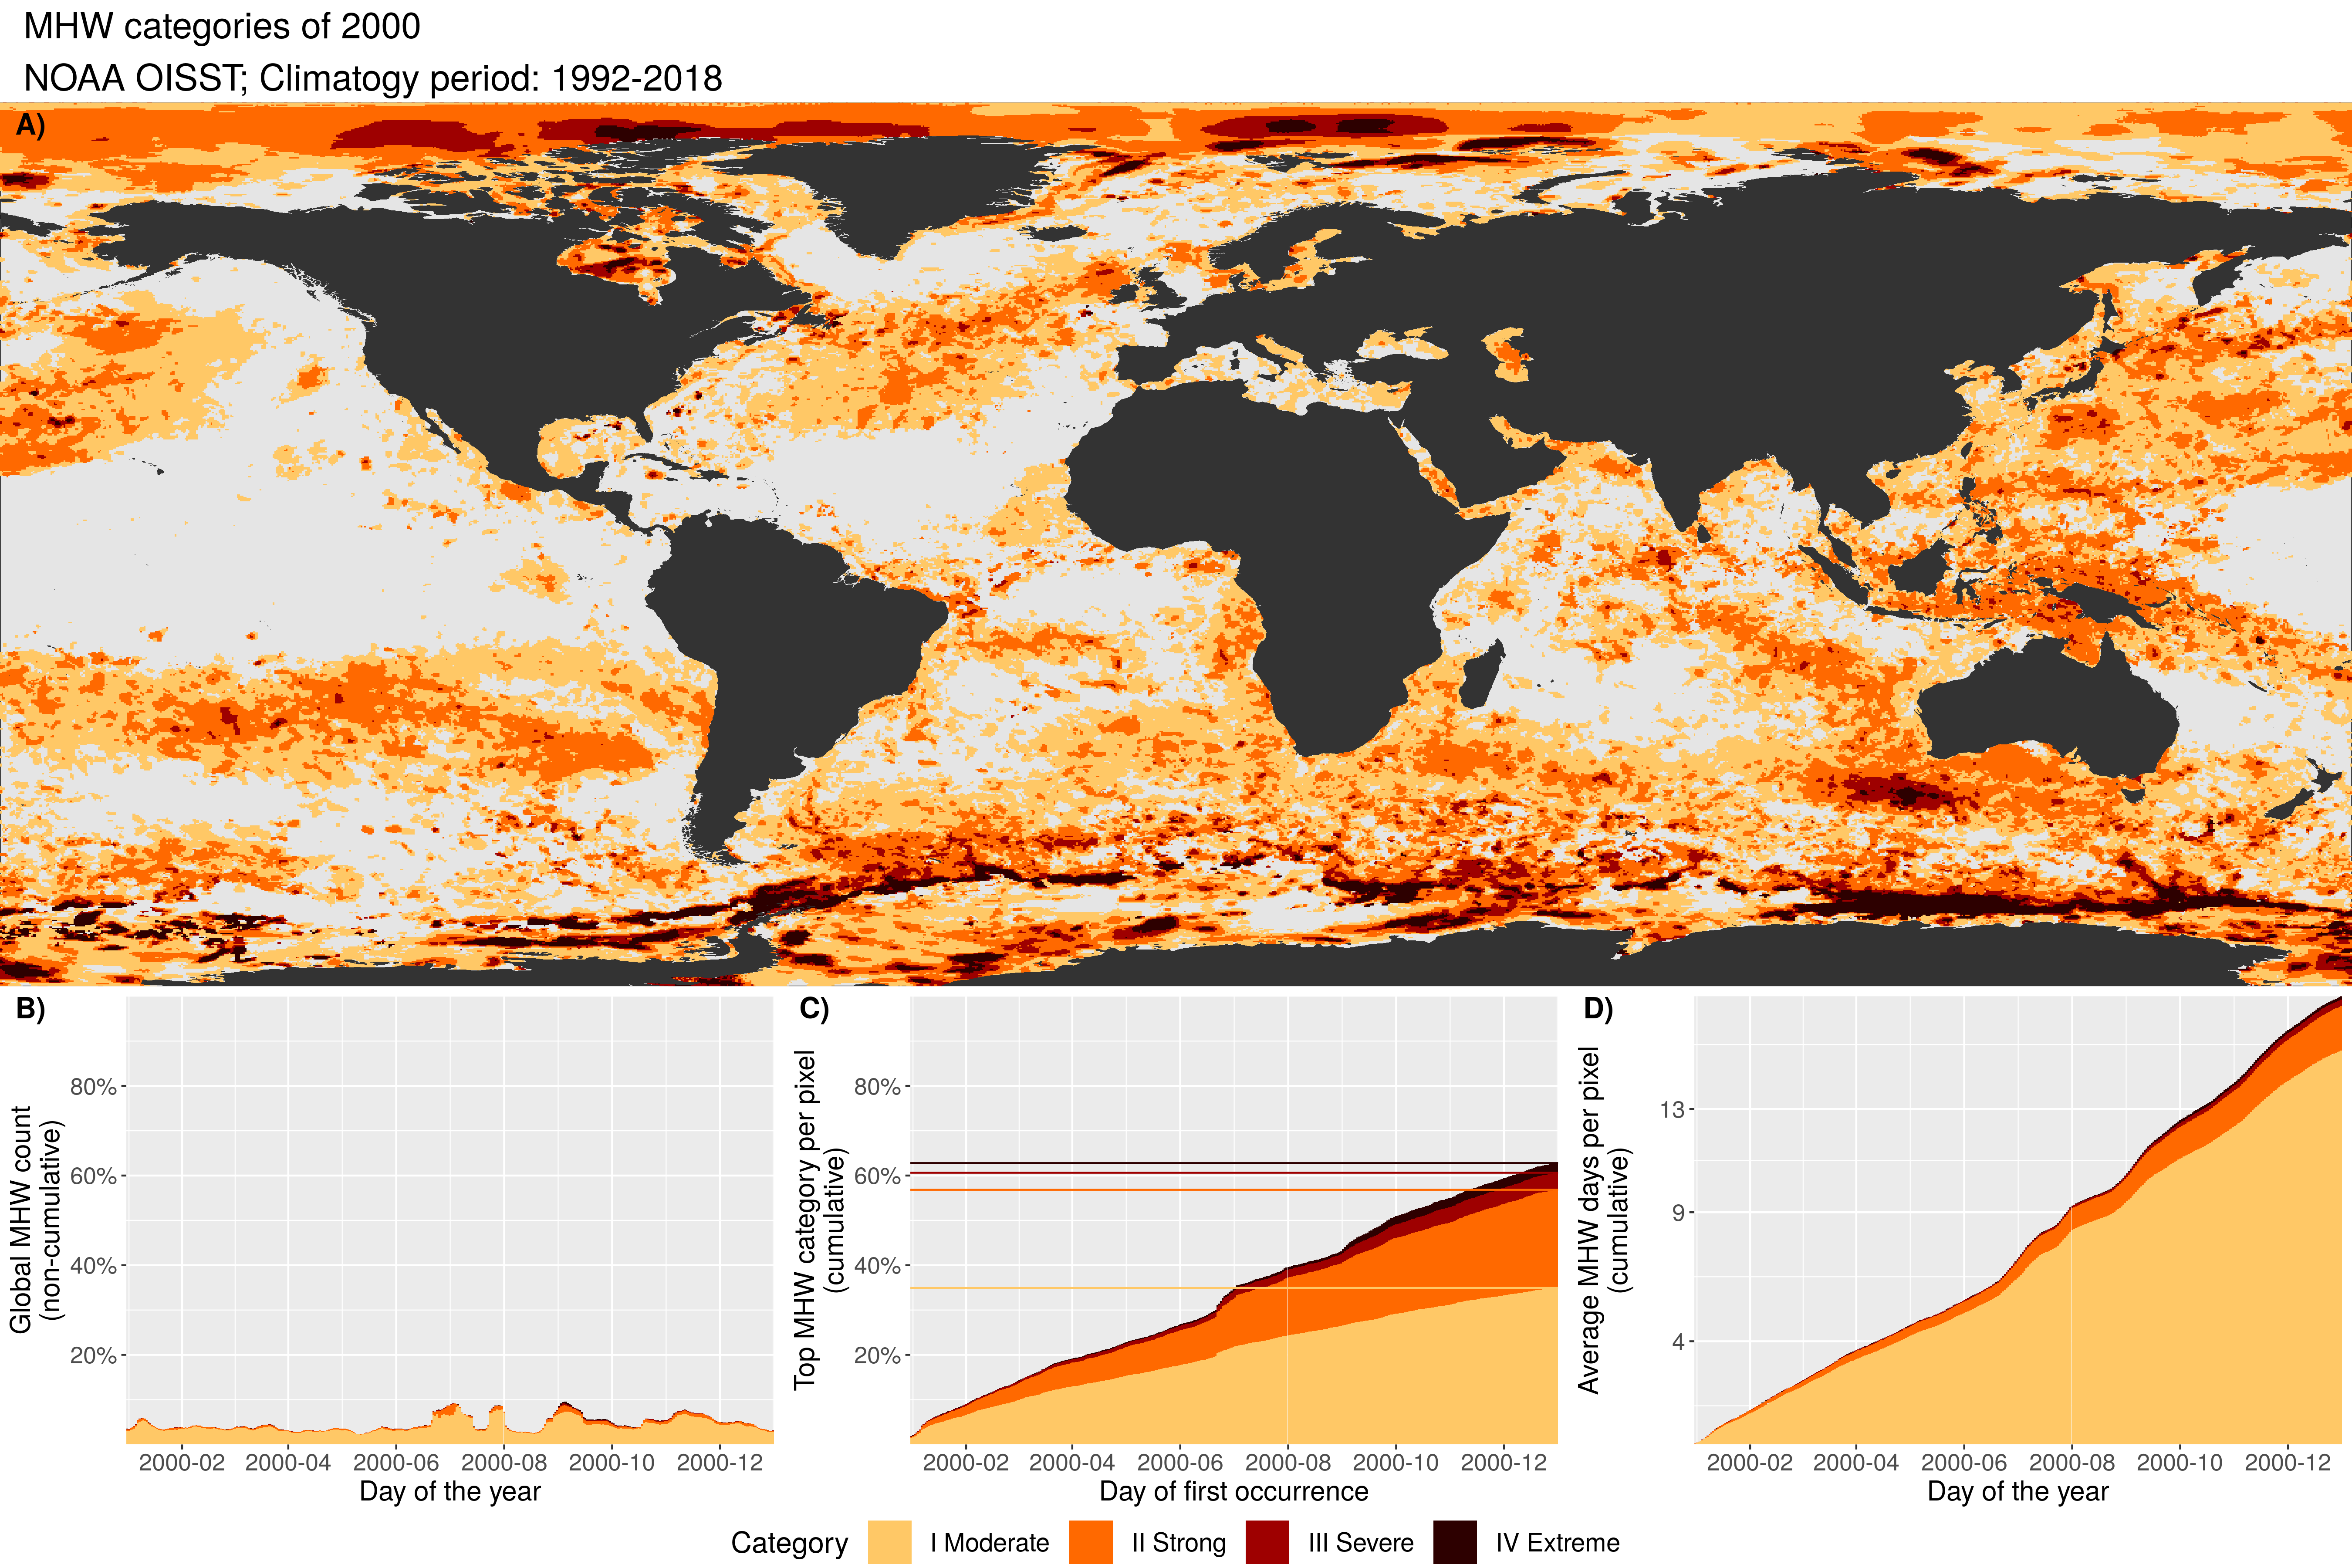 MHW categories of 2000
NOAA OISST; Climatogy period: 1992-2018
A)
B)
Global MHW count
(non-cumulative)
80%
60%
40%
20%
2000-02 2000-04 2000-06 2000-08 2000-10 2000-12
Day of the year
C)
Top MHW category per pixel
(cumulative)
80%
60%
40%
20%
2000-02 2000-04 2000-06 2000-08 2000-10 2000-12
Day of first occurrence
D)
Average MHW days per pixel
(cumulative)
13
9
4
2000-02 2000-04 2000-06 2000-08 2000-10 2000-12
Day of the year
Category I Moderate II Strong III Severe IV Extreme